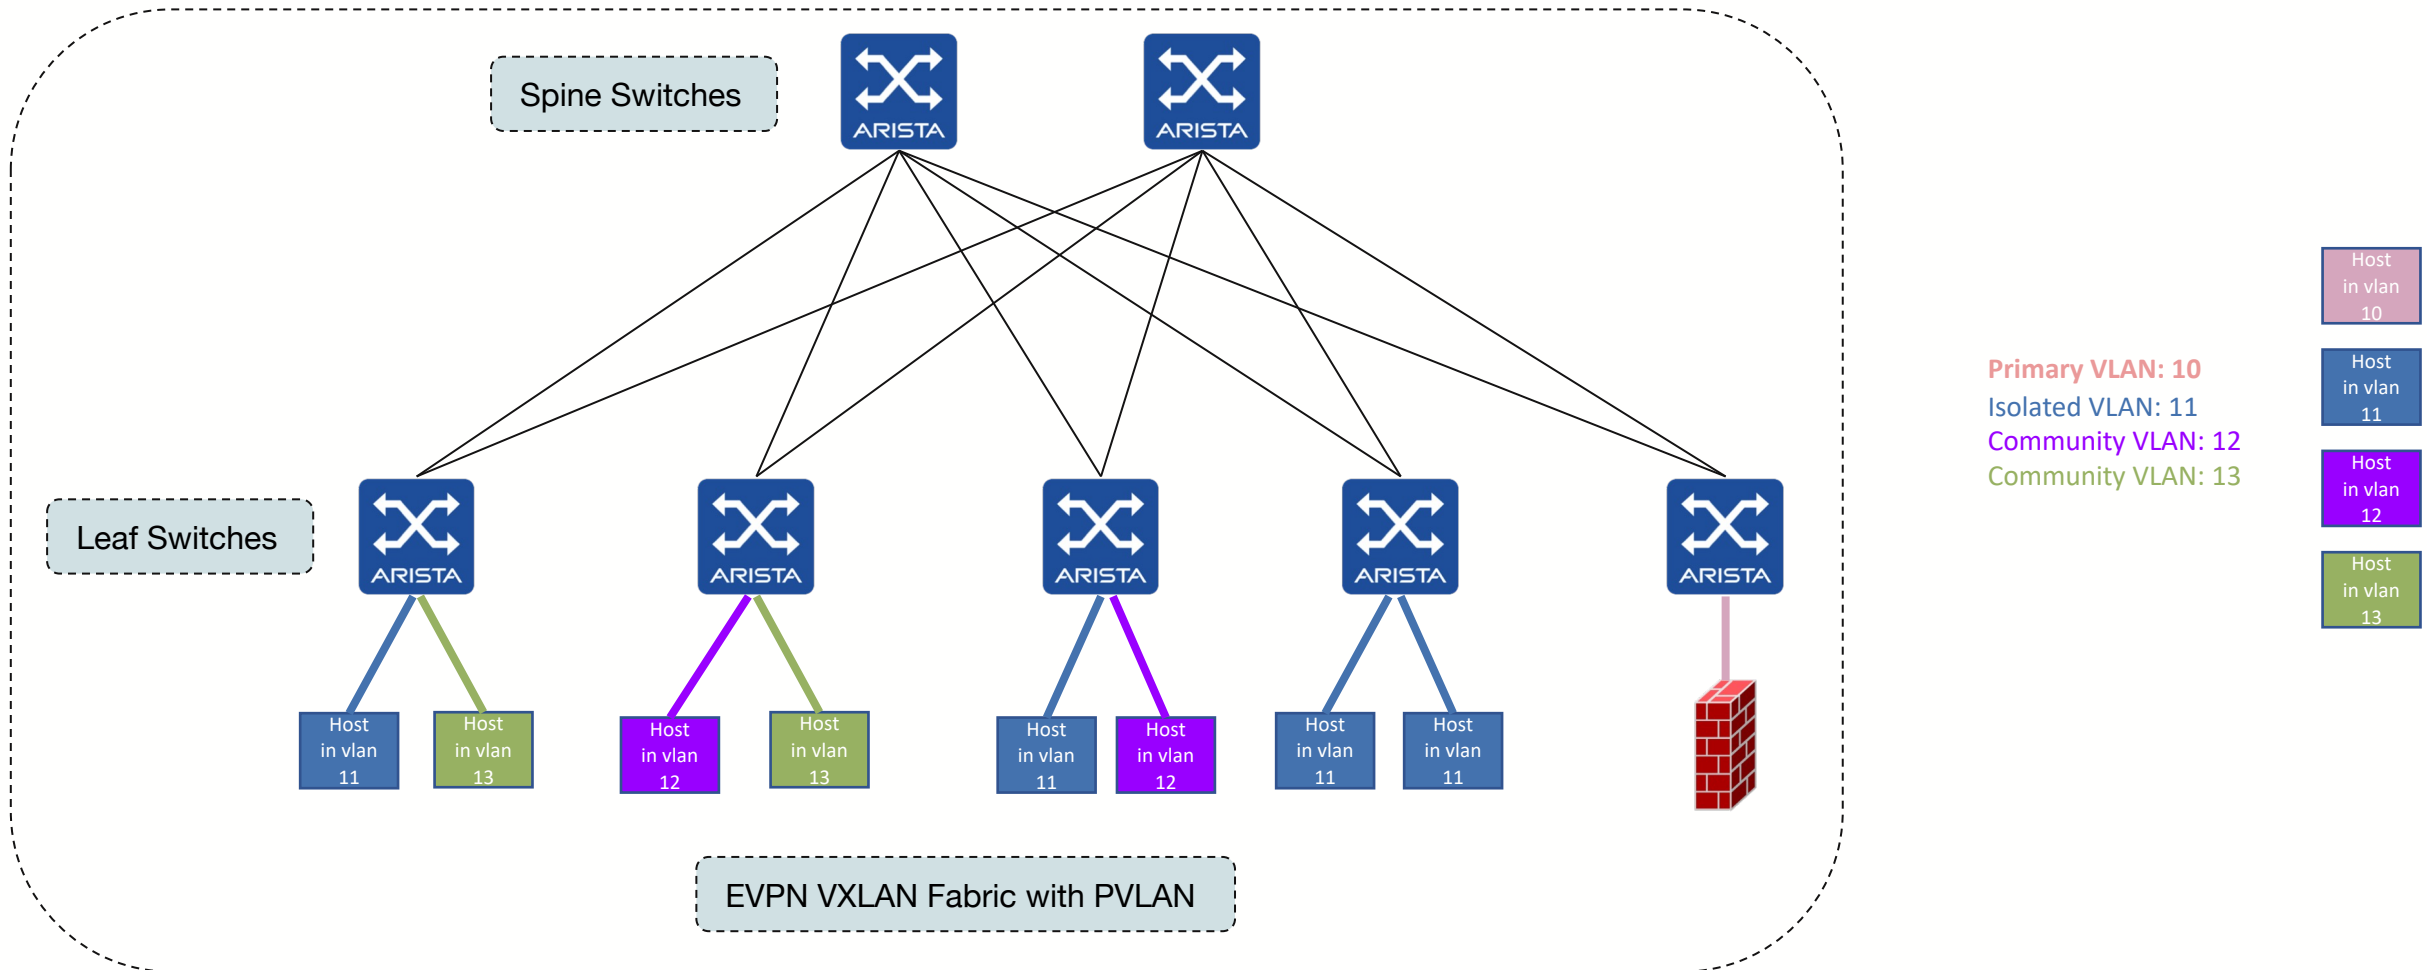 Spine Switches
ARISTA
ARISTA
Host
in vlan
10
Primary VLAN: 10
Isolated VLAN: 11
Community VLAN: 12
Community VLAN: 13
Host
in vlan
11
Host
in vlan
12
Host
in vlan
13
Leaf Switches
ARISTA
ARISTA
ARISTA
ARISTA
ARISTA
Host
in vlan
11
Host
in vlan
13
Host
in vlan
12
Host
in vlan
13
Host
in vlan
11
Host
in vlan
12
Host
in vlan
11
Host
in vlan
11
EVPN VXLAN Fabric with PVLAN